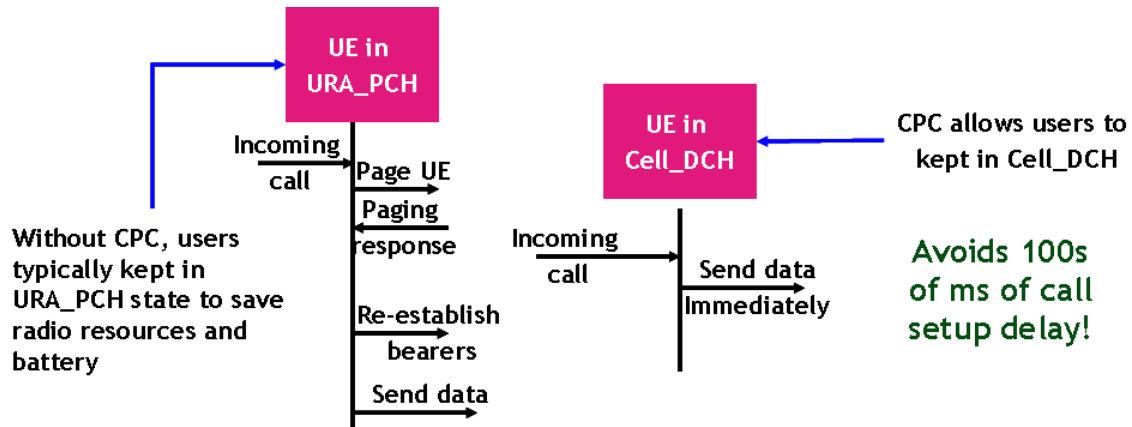 UE in
URA_PCH
Incoming
call
Page UE
Paging
response
Re-establish
bearers
Send data
Without CPC, users
typically kept in
URA_PCH state to save
radio resources and
battery
UE in
Cell_DCH
Incoming
call
Send data
Immediately
CPC allows users to
kept in Cell_DCH
Avoids 100s
of ms of call
setup delay!